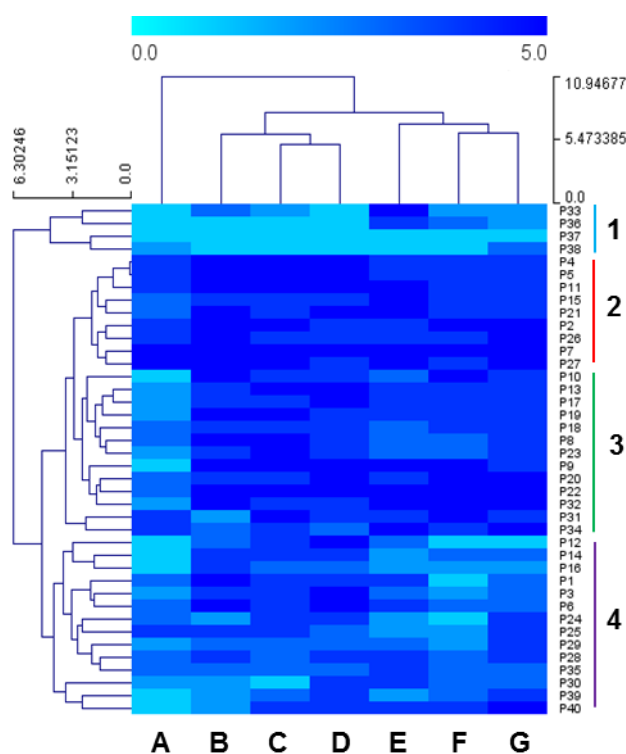 0.0 5.0
10.94677
5.473385
0.0
6.30246
3.15123
0.0
P33
P36
P37
P38
P4
P5
P11
P15
P21
P2
P26
P7
P27
P10
P13
P17
P19
P18
P8
P23
P9
P20
P22
P32
P31
P34
P12
P14
P16
P1
P3
P6
P24
P25
P29
P28
P35
P30
P39
P40
1
2
3
4
A B C D E F G